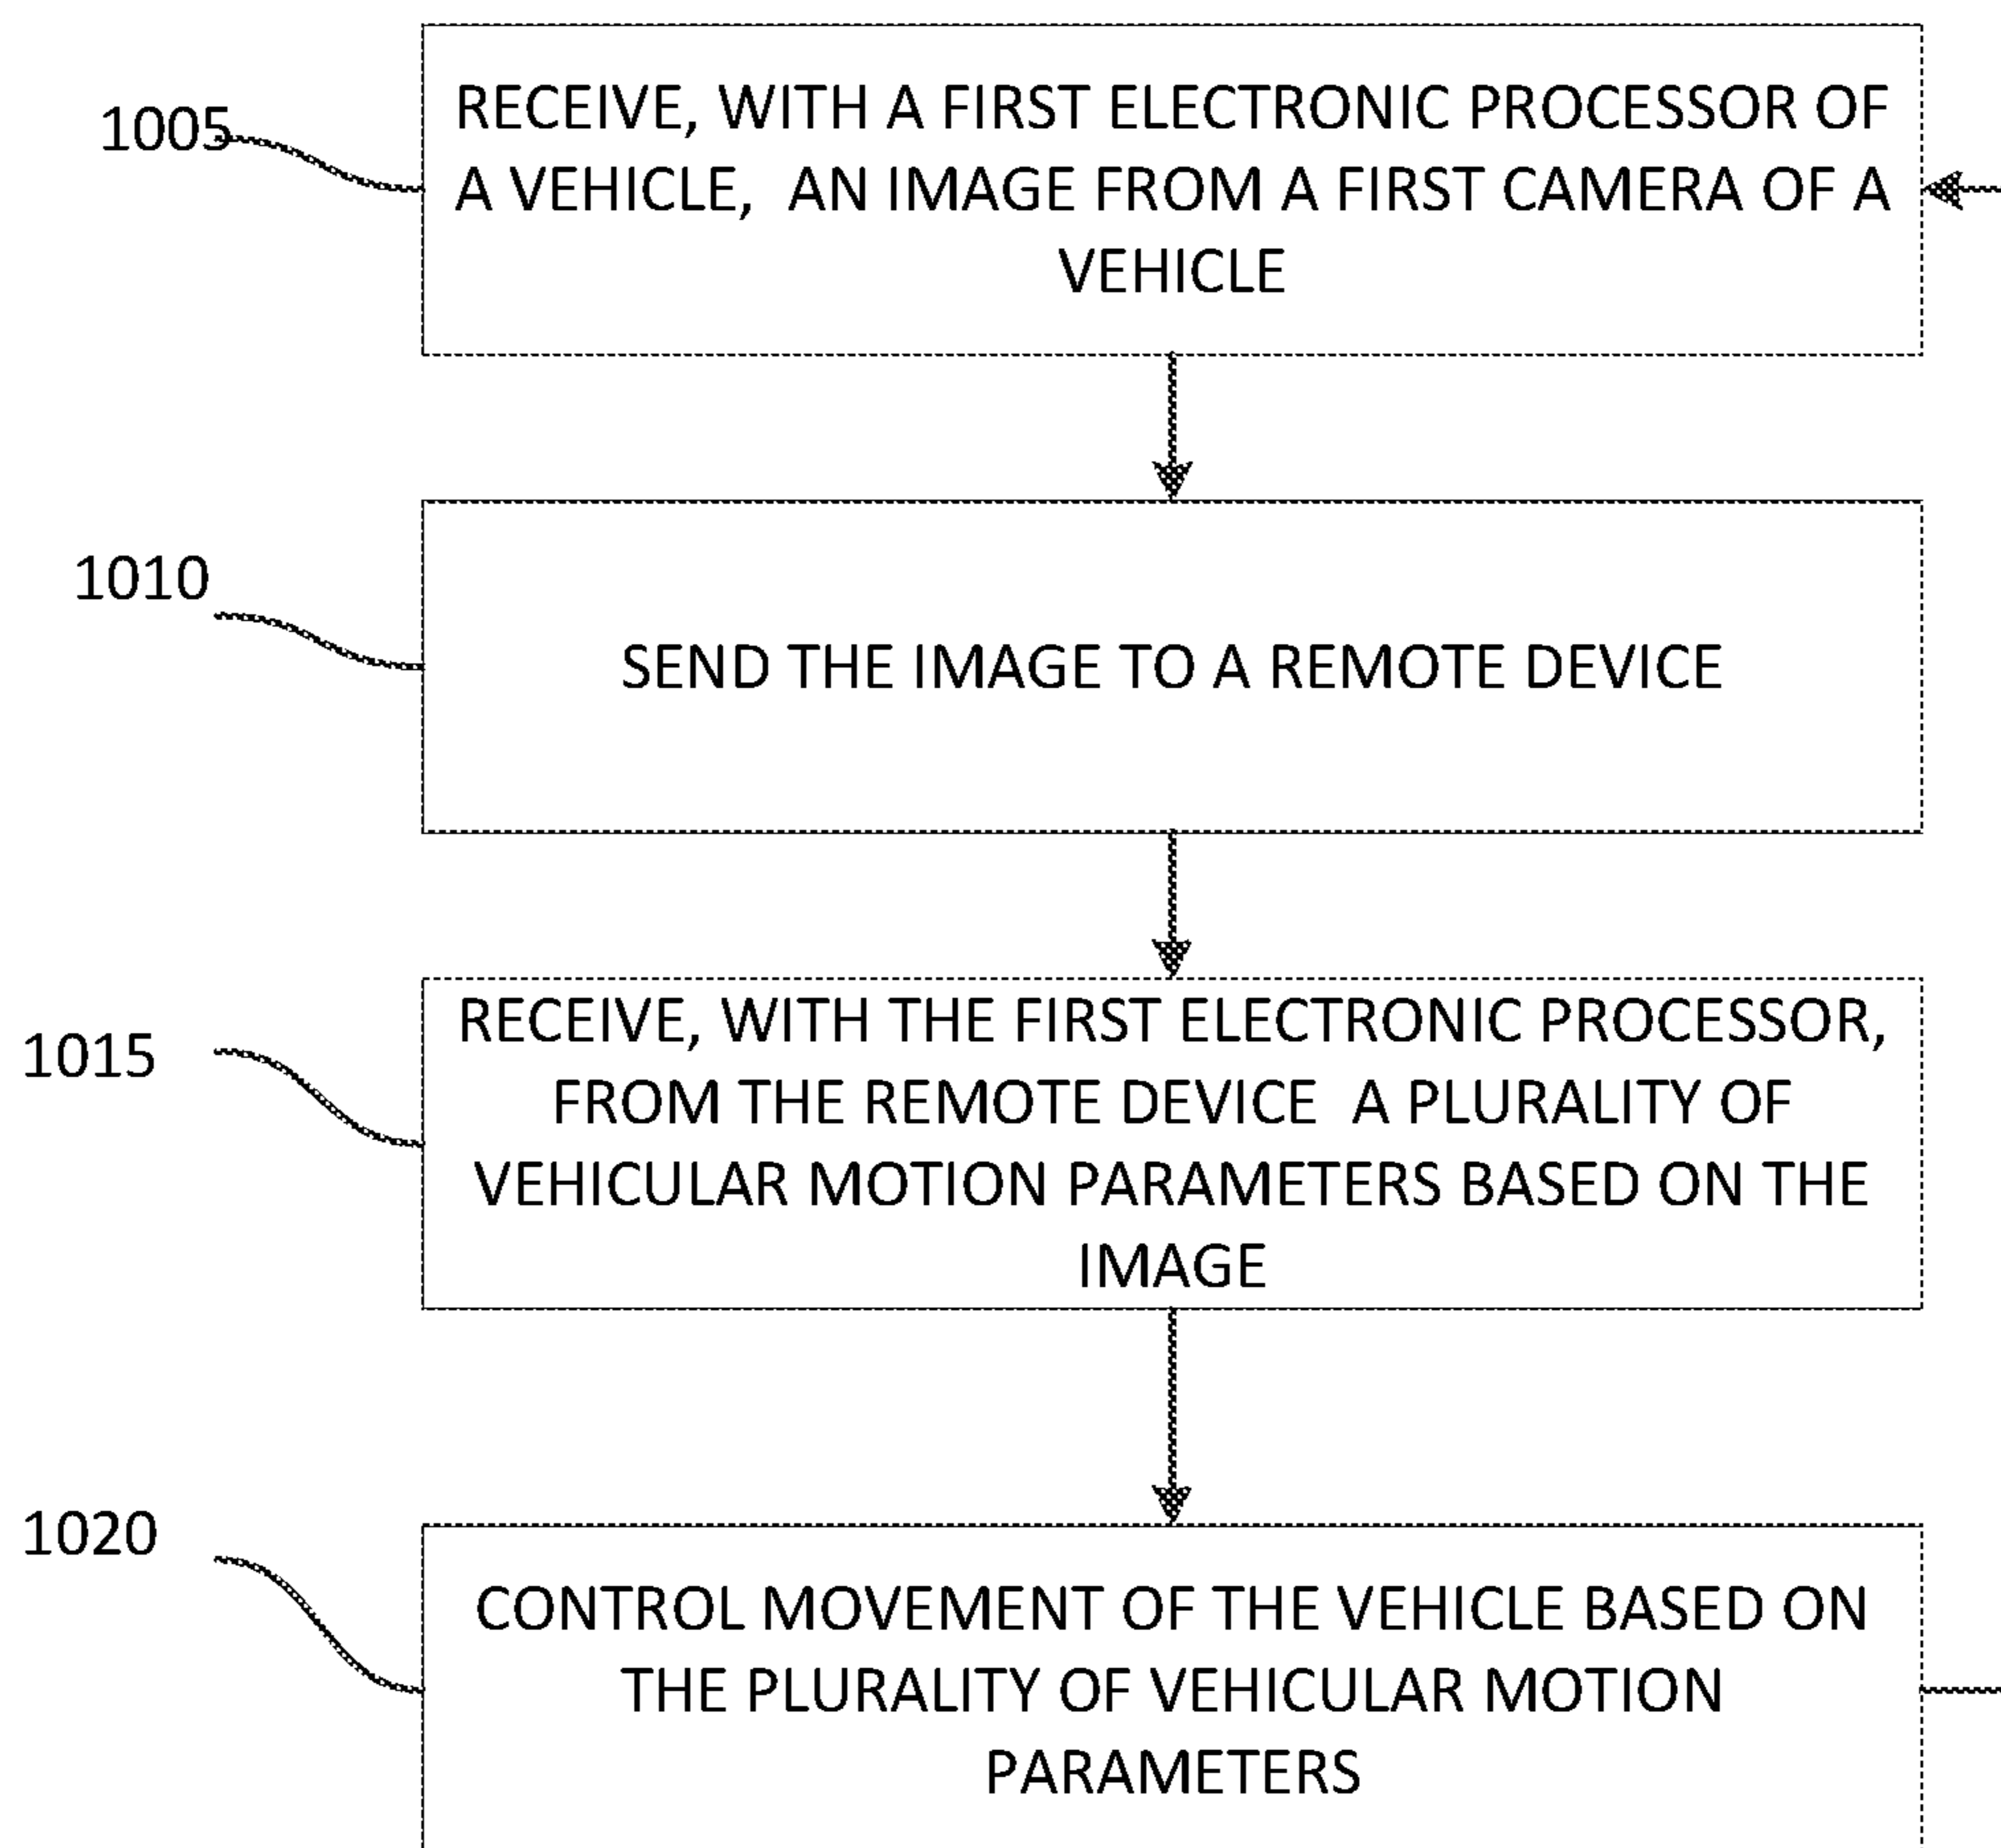 1005
RECEIVE, WITH A FIRST ELECTRONIC PROCESSOR OF
A VEHICLE, AN IMAGE FROM A FIRST CAMERA OF A
VEHICLE
1010
SEND THE IMAGE TO A REMOTE DEVICE
1015
RECEIVE, WITH THE FIRST ELECTRONIC PROCESSOR,
FROM THE REMOTE DEVICE A PLURALITY OF
VEHICULAR MOTION PARAMETERS BASED ON THE
IMAGE
1020
CONTROL MOVEMENT OF THE VEHICLE BASED ON
THE PLURALITY OF VEHICULAR MOTION
PARAMETERS